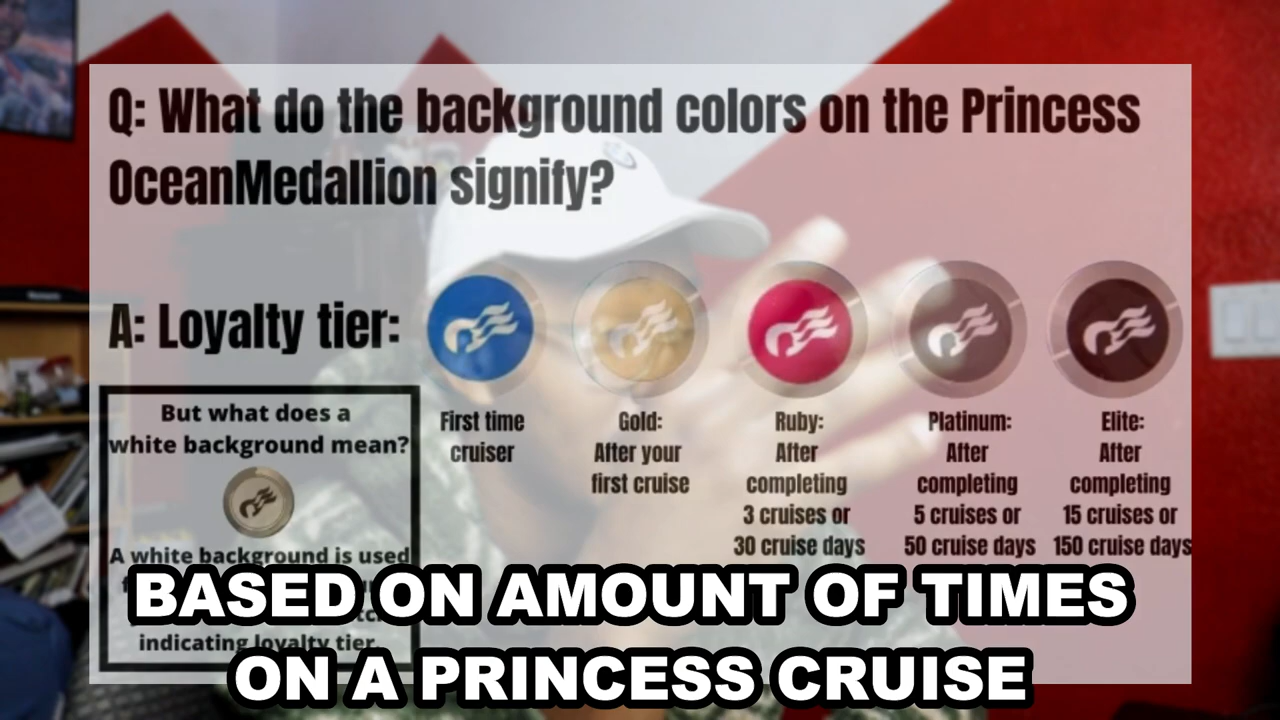 Q: What do the background colors on the Princess
OceanMedallion signify?
A: Loyalty tier:
But what does a
white background mean?
A white background is used
indicating loyalty tier.
First time
cruiser
Gold:
After your
first cruise
Ruby:
After
completing
3 cruises or
30 cruise days
Platinum:
After
completing
5 cruises or
50 cruise days
Elite:
After
completing
15 cruises or
150 cruise days
BASED ON AMOUNT OF TIMES
ON A PRINCESS CRUISE